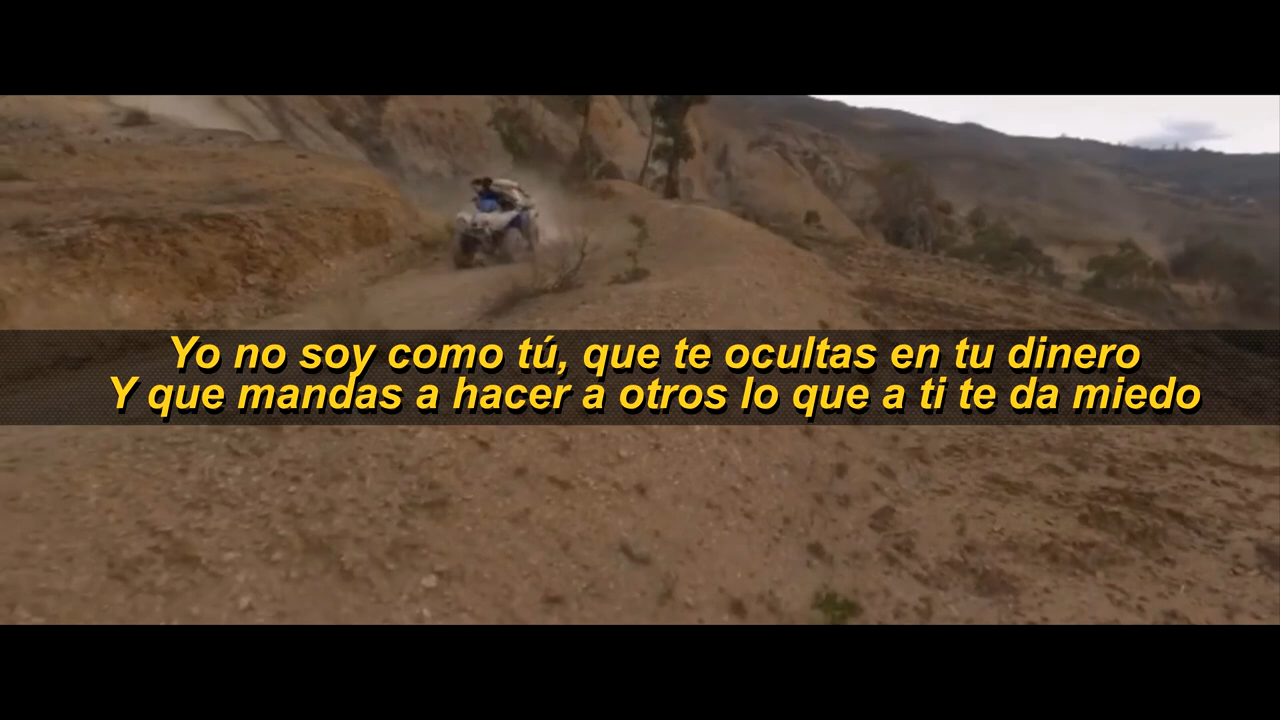 Yo no soy como tú, que te ocultas en tu dinero
Y que mandas a hacer a otros lo que a ti te da miedo